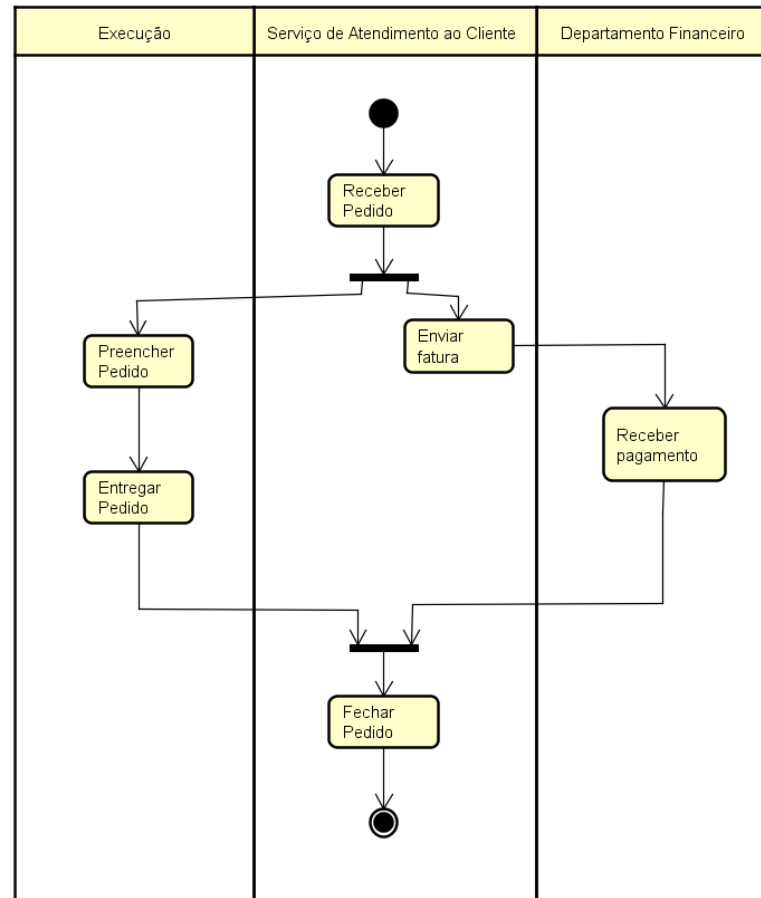 Execução
Serviço de Atendimento ao Cliente
Departamento Financeiro
Receber
Pedido
Preencher
Pedido
Enviar
fatura
Receber
pagamento
Entregar
Pedido
Fechar
Pedido